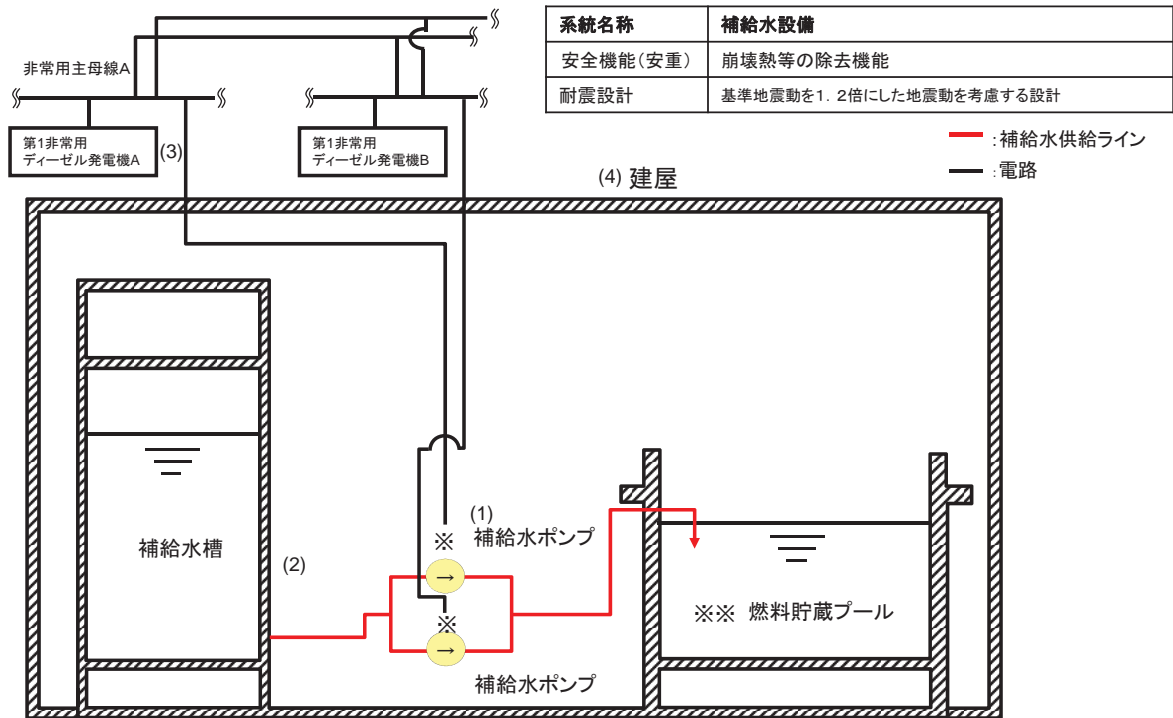 系統名称 補給水設備
安全機能(安重) 崩壊熱等の除去機能
耐震設計 基準地震動を1.2倍にした地震動を考慮する設計
非常用主母線A
第1非常用
ディーゼル発電機A
(3)
第1非常用
ディーゼル発電機B
:補給水供給ライン
:電路
(4) 建屋
(1)
※ 補給水ポンプ
補給水槽
(2)
→
※
→
※※ 燃料貯蔵プール
補給水ポンプ